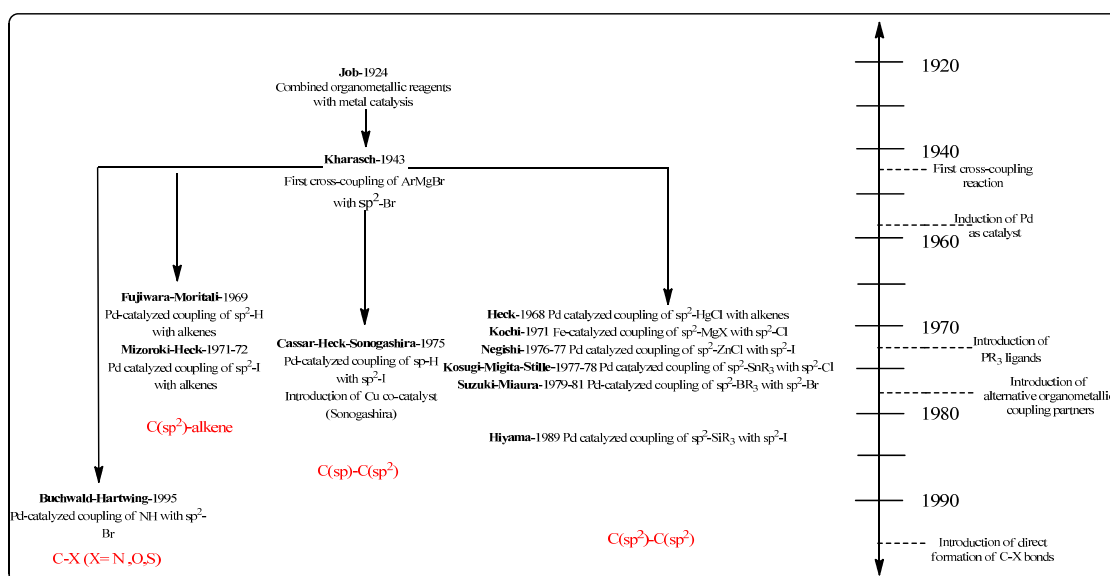 Job-1924
Combined organometallic reagents
with metal catalysis
Kharasch-1943
First cross-coupling of ArMgBr
with sp²-Br
Fujiwara-Moritali-1969
Pd-catalyzed coupling of sp²-H
with alkenes
Mizoroki-Heck-1971-72
Pd catalyzed coupling of sp²-I
with alkenes
C(sp²)-alkene
Cassar-Heck-Sonogashira-1975
Pd-catalyzed coupling of sp-H
with sp²-I
Introduction of Cu co-catalyst
(Sonogashira)
C(sp)-C(sp²)
Heck-1968 Pd catalyzed coupling of sp²-HgCl with alkenes
Kochi-1971 Fe-catalyzed coupling of sp²-MgX with sp²-Cl
Negishi-1976-77 Pd catalyzed coupling of sp²-ZnCl with sp²-I
Kosugi-Migita-Stille-1977-78 Pd catalyzed coupling of sp²-SnR₃ with sp²-Cl
Suzuki-Miaura-1979-81 Pd-catalyzed coupling of sp²-BR₃ with sp²-Br
Hiyama-1989 Pd catalyzed coupling of sp²-SiR₃ with sp²-I
C(sp²)-C(sp²)
Buchwald-Hartwing-1995
Pd-catalyzed coupling of NH with sp²-
Br
C-X (X= N ,O,S)
1920
1940
First cross-coupling
reaction
Induction of Pd
as catalyst
1960
1970
Introduction of
PR₃ ligands
Introduction of
alternative organometallic
coupling partners
1980
1990
Introduction of direct
formation of C-X bonds